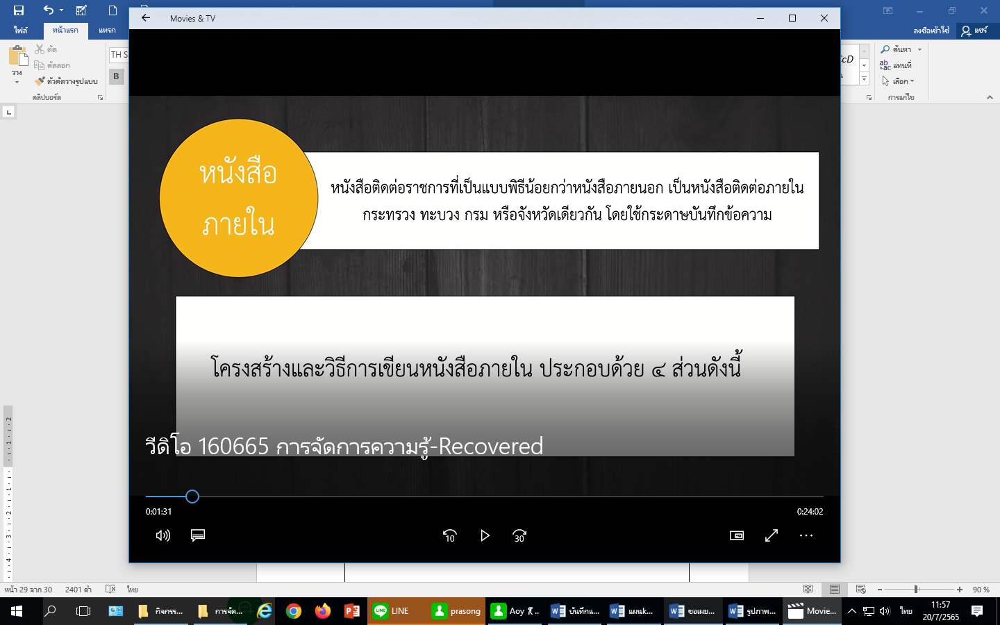 Movies & TV
ไฟล์
หน้าแรก
แทรก
ลงชื่อเข้าใช้
แชร์
วาง
ตัด
คัดลอก
ตัวคัดวางรูปแบบ
คลิปบอร์ด
TH Sa
B
CcD
ค้นหา
แทนที่
เลือก
การแก้ไข
หนังสือ
ภายใน
หนังสือติดต่อราชการที่เป็นแบบพิธีน้อยกว่าหนังสือภายนอก เป็นหนังสือติดต่อภายใน
กระทรวง ทะบวง กรม หรือจังหวัดเดียวกัน โดยใช้กระดาษบันทึกข้อความ
โครงสร้างและวิธีการเขียนหนังสือภายใน ประกอบด้วย ๔ ส่วนดังนี้
วีดิโอ 160665 การจัดการความรู้-Recovered
0:01:31
0:24:02
10
30
หน้า 29 จาก 30
2401 คำ
ไทย
90 %
กิจกรร...
การจัด...
LINE
prasong
Aoy
บันทึกแ...
แผนk...
ขอเผย...
รูปภาพ...
Movie...
ไทย
11:57
20/7/2565